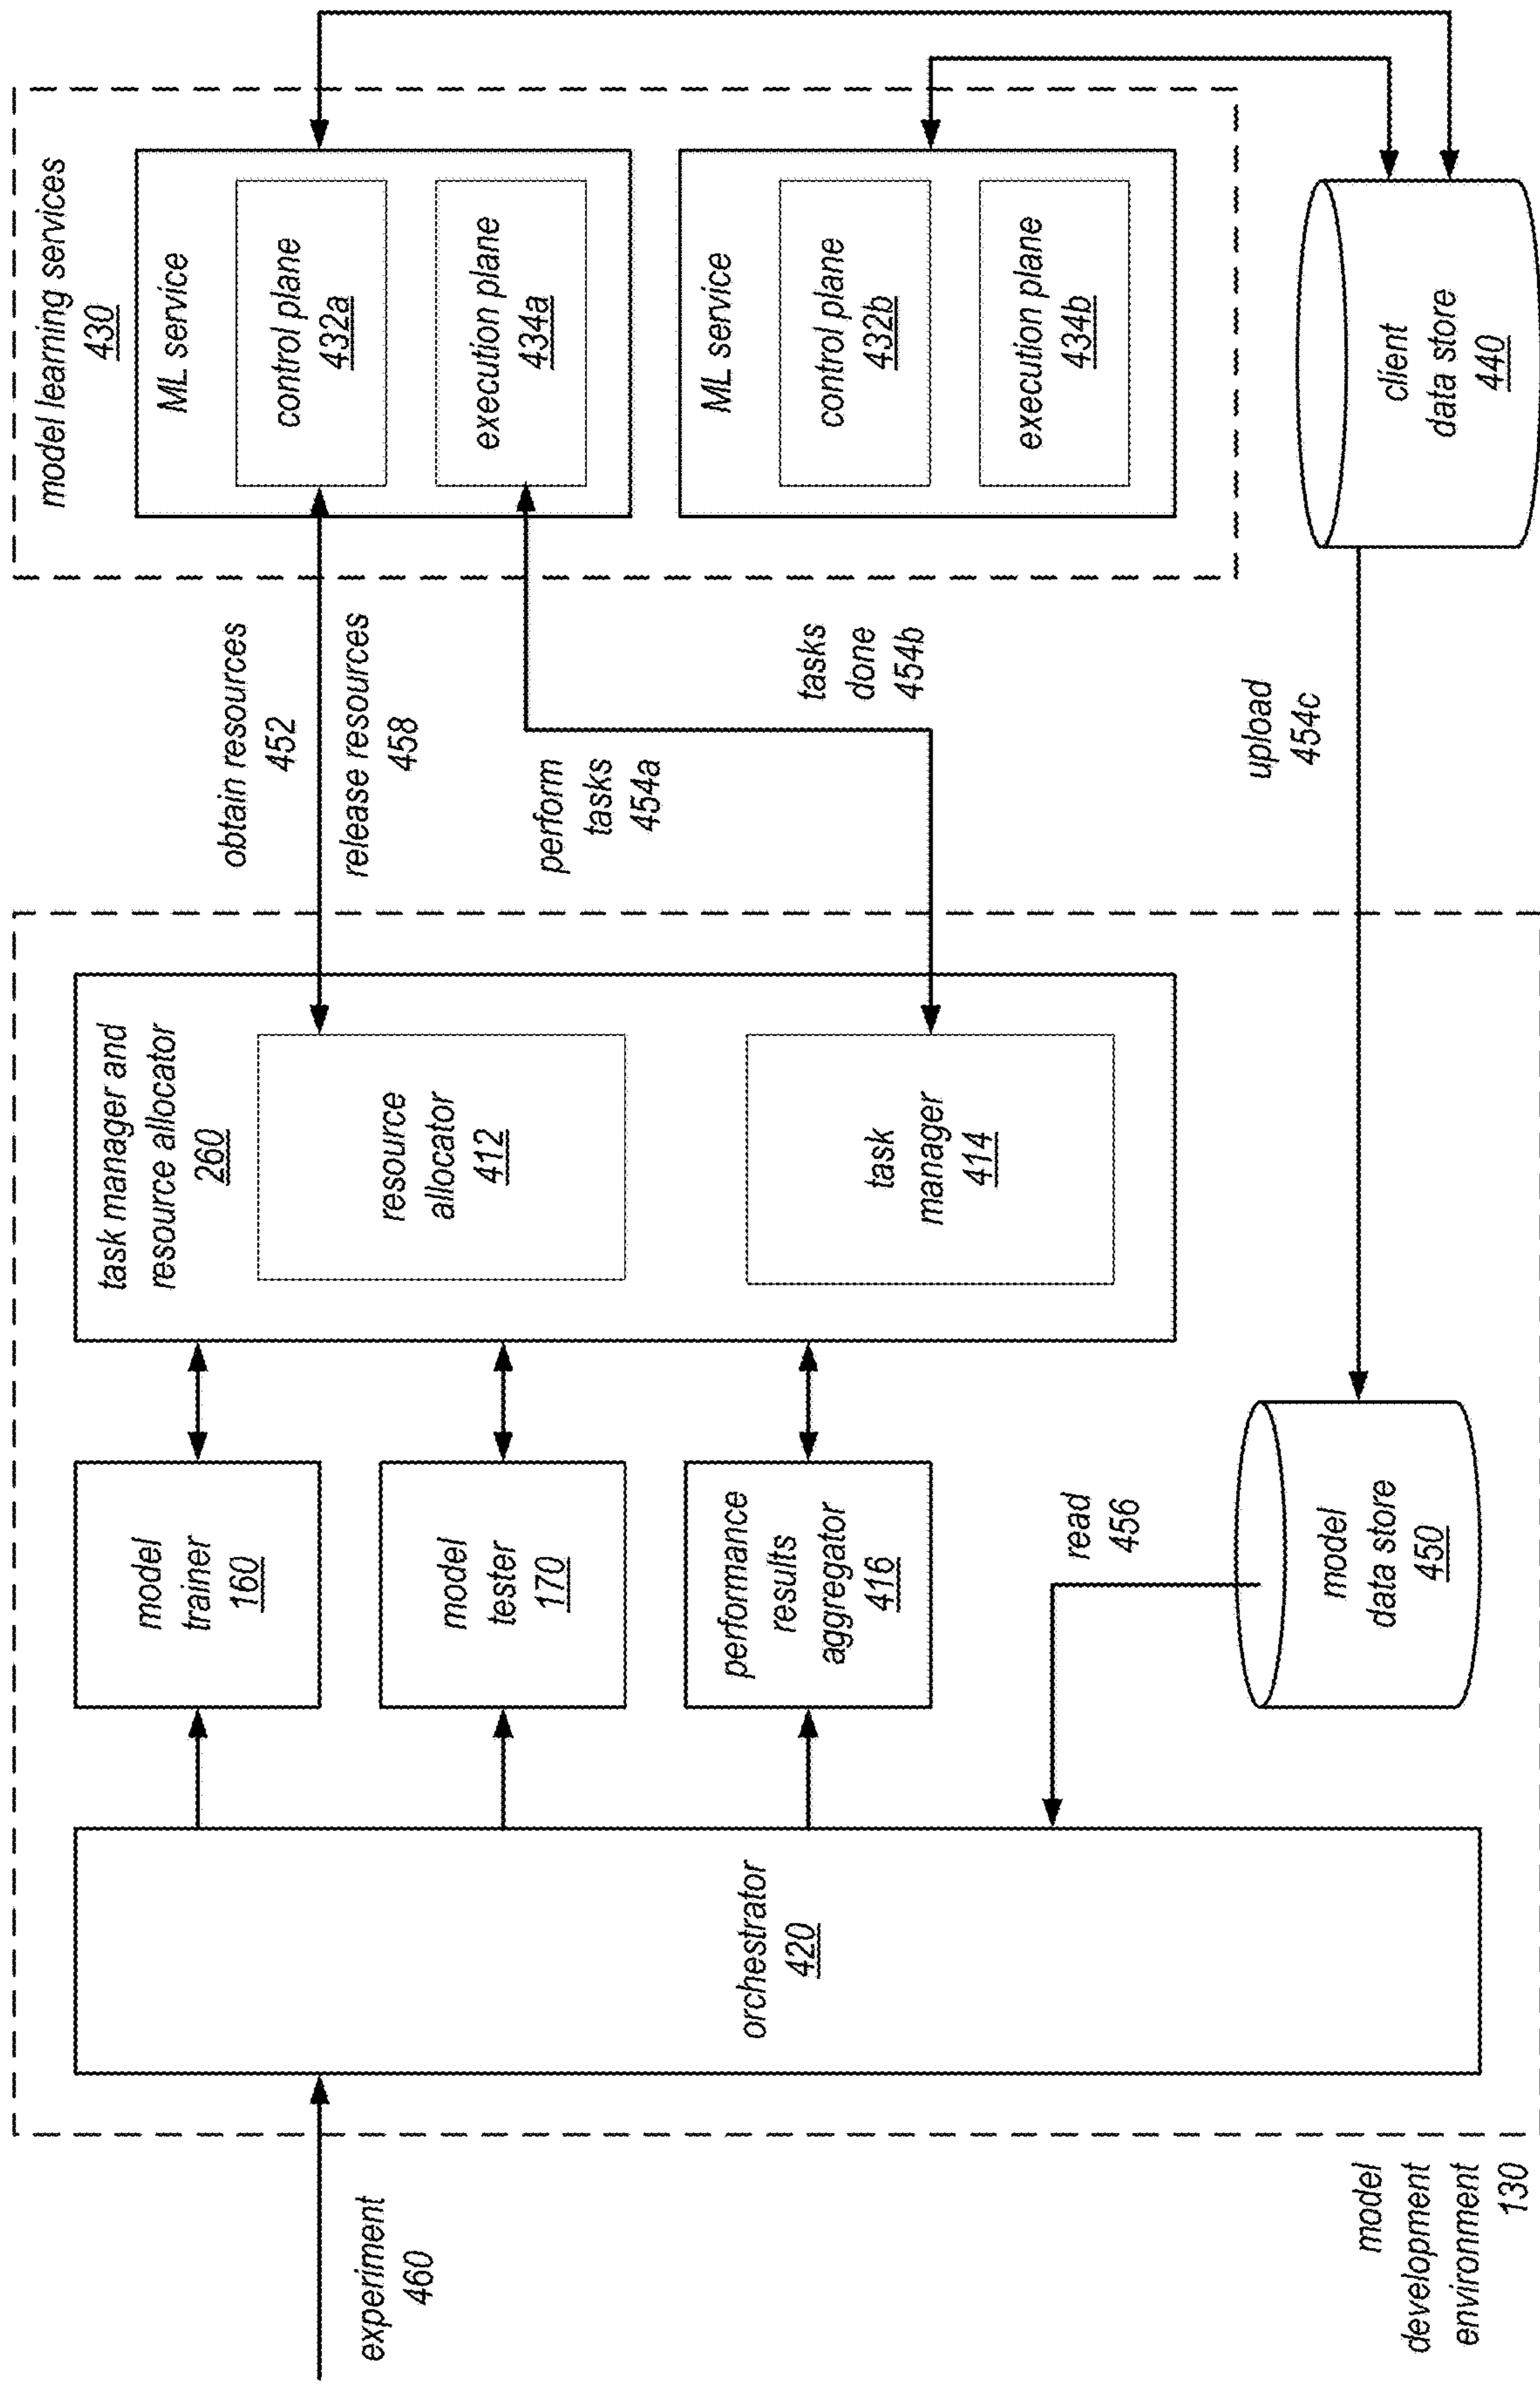 experiment
460
model
development
environment
130
orchestrator
420
model
trainer
160
model
tester
170
performance
results
aggregator
416
read
456
model
data store
450
task manager and
resource allocator
260
resource
allocator
412
task
manager
414
obtain resources
452
release resources
458
perform
tasks
454a
tasks
done
454b
upload
454c
model learning services
430
ML service
control plane
432a
execution plane
434a
ML service
control plane
432b
execution plane
434b
client
data store
440